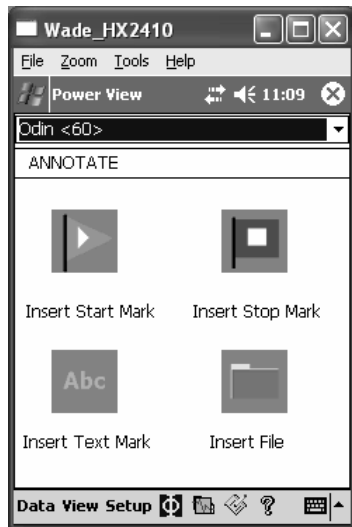 Wade_HX2410
File Zoom Tools Help
Power View 11:09
Odin <60>
ANNOTATE
Insert Start Mark Insert Stop Mark
Abc
Insert Text Mark Insert File
Data View Setup